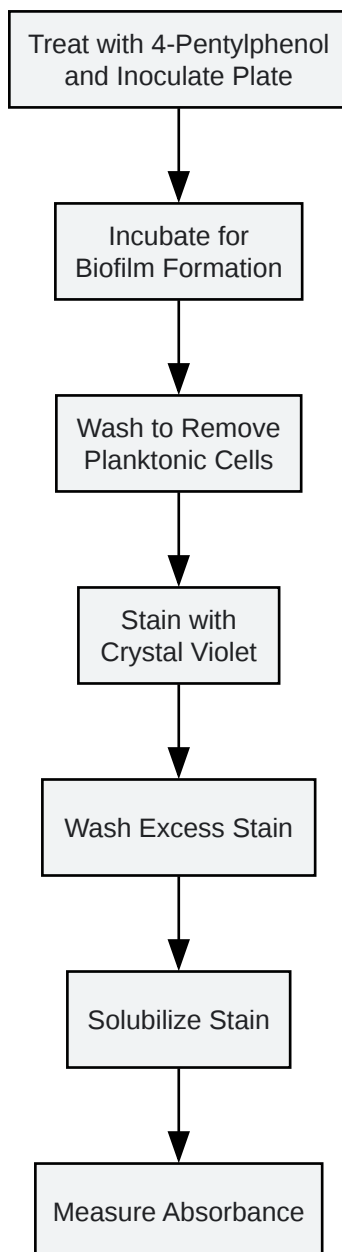 Treat with 4-Pentylphenol
and Inoculate Plate
Incubate for
Biofilm Formation
Wash to Remove
Planktonic Cells
Stain with
Crystal Violet
Wash Excess Stain
Solubilize Stain
Measure Absorbance